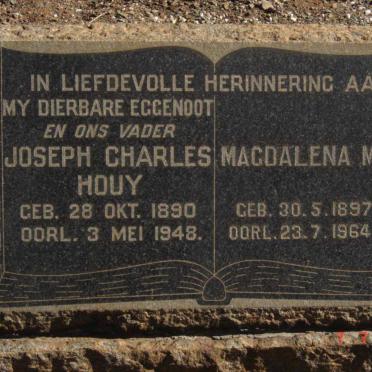 IN LIEFDEVOLLE HERINNERING AA
MY DIERBARE EGGENOOT
EN ONS VADER
JOSEPH CHARLES
HOUY
GEB. 28 OKT. 1890
OORL. 3 MEI 1948.
MAGDALENA M
GEB. 30.5.1897
OORL. 23.7.1964